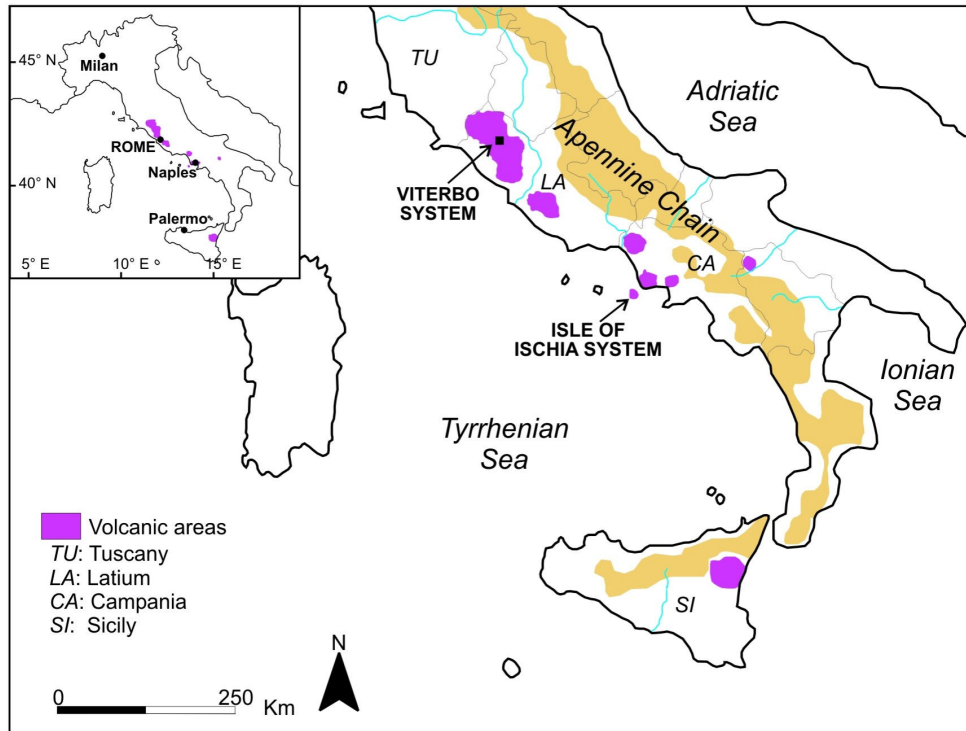 45° N
Milan
ROME
Naples
40° N
Palermo
5° E
10° E
15° E
TU
Adriatic
Sea
Apennine Chain
VITERBO
SYSTEM
LA
CA
ISLE OF
ISCHIA SYSTEM
Ionian
Sea
Tyrrhenian
Sea
SI
Volcanic areas
TU: Tuscany
LA: Latium
CA: Campania
SI: Sicily
N
0 250 Km